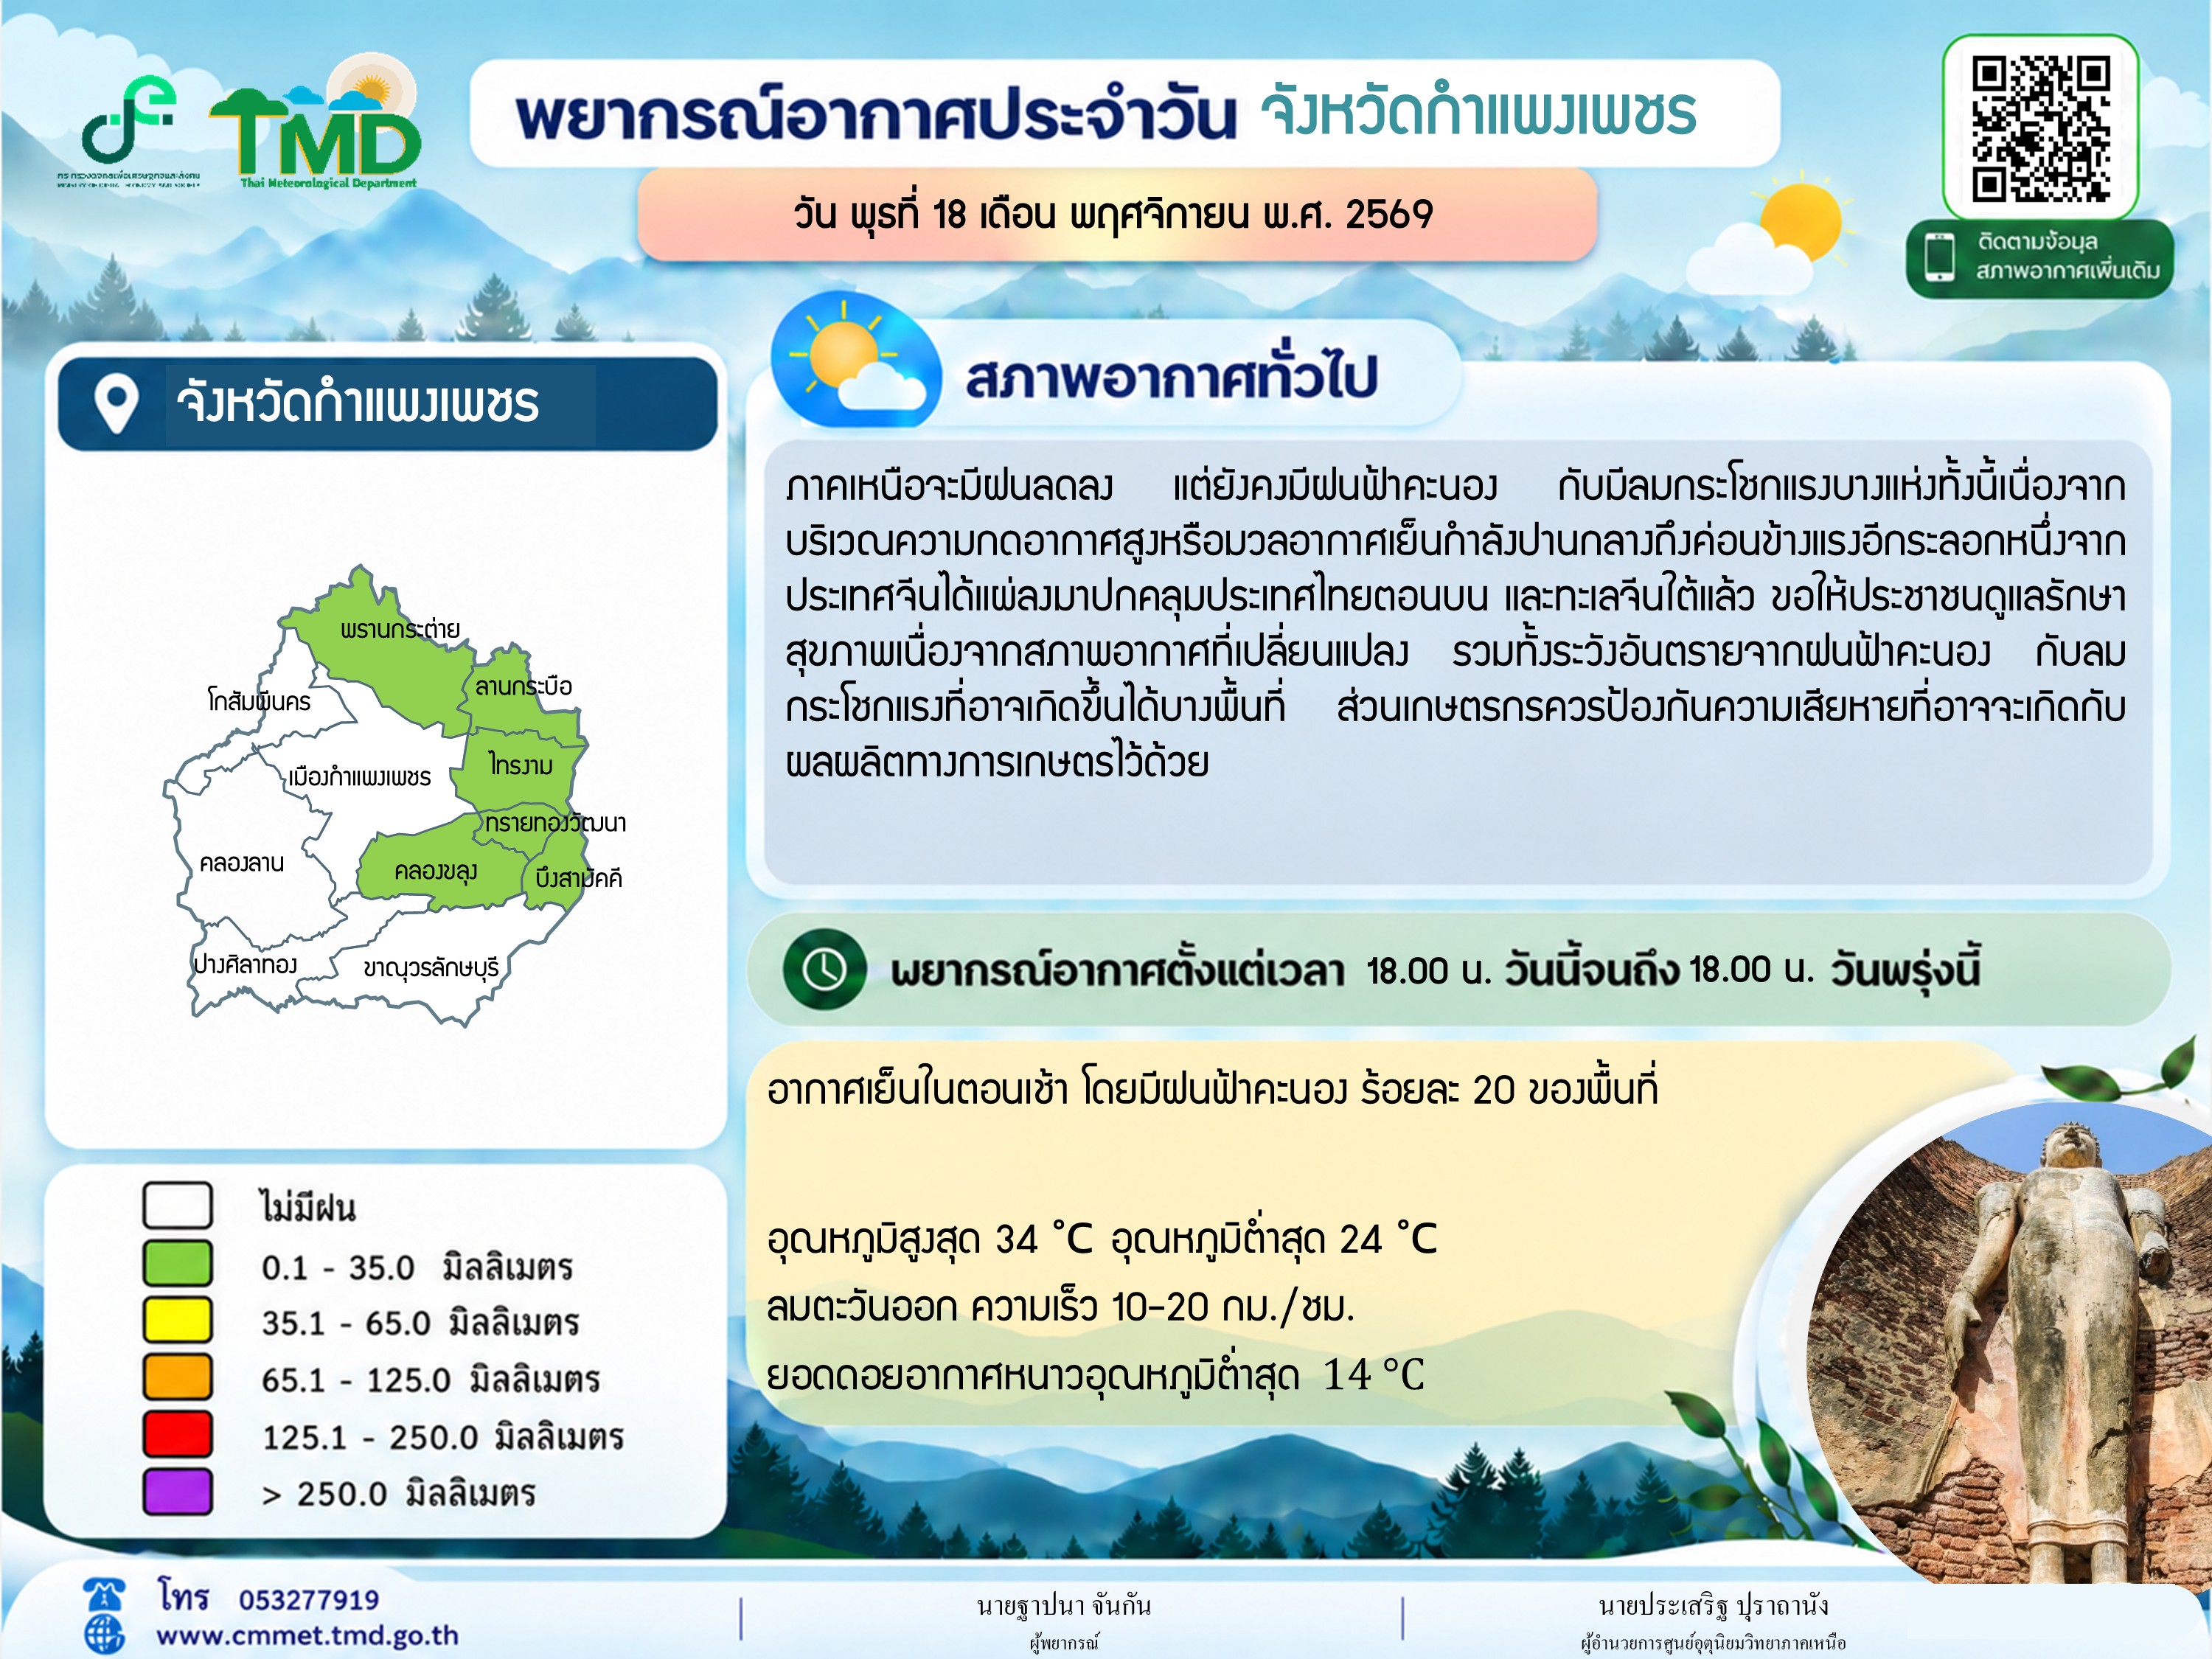 TMD
Thai Meteorological Department
พยากรณ์อากาศประจำวัน จังหวัดกำแพงเพชร
วัน พุธที่ 18 เดือน พฤศจิกายน พ.ศ. 2569
ติดตามข้อมูล
สภาพอากาศเพิ่มเติม
จังหวัดกำแพงเพชร
พรานกระต่าย
ลานกระบือ
โกสัมพีนคร
ไทรงาม
เมืองกำแพงเพชร
ทรายทองวัฒนา
คลองลาน
คลองขลุง
บึงสามัคคี
ปางศิลาทอง
ขาณุวรลักษบุรี
ไม่มีฝน
0.1 - 35.0 มิลลิเมตร
35.1 - 65.0 มิลลิเมตร
65.1 - 125.0 มิลลิเมตร
125.1 - 250.0 มิลลิเมตร
> 250.0 มิลลิเมตร
สภาพอากาศทั่วไป
ภาคเหนือจะมีฝนลดลง แต่ยังคงมีฝนฟ้าคะนอง กับมีลมกระโชกแรงบางแห่งทั้งนี้เนื่องจาก
บริเวณความกดอากาศสูงหรือมวลอากาศเย็นกำลังปานกลางถึงค่อนข้างแรงอีกระลอกหนึ่งจาก
ประเทศจีนได้แผ่ลงมาปกคลุมประเทศไทยตอนบน และทะเลจีนใต้แล้ว ขอให้ประชาชนดูแลรักษา
สุขภาพเนื่องจากสภาพอากาศที่เปลี่ยนแปลง รวมทั้งระวังอันตรายจากฝนฟ้าคะนอง กับลม
กระโชกแรงที่อาจเกิดขึ้นได้บางพื้นที่ ส่วนเกษตรกรควรป้องกันความเสียหายที่อาจจะเกิดกับ
ผลผลิตทางการเกษตรไว้ด้วย
พยากรณ์อากาศตั้งแต่เวลา 18.00 น. วันนี้จนถึง 18.00 น. วันพรุ่งนี้
อากาศเย็นในตอนเช้า โดยมีฝนฟ้าคะนอง ร้อยละ 20 ของพื้นที่
อุณหภูมิสูงสุด 34 °C อุณหภูมิต่ำสุด 24 °C
ลมตะวันออก ความเร็ว 10-20 กม./ชม.
ยอดดอยอากาศหนาวอุณหภูมิต่ำสุด 14 °C
โทร 053277919
www.cmmet.tmd.go.th
นายฐาปนา จันกัน
ผู้พยากรณ์
นายประเสริฐ ปุราถานัง
ผู้อำนวยการศูนย์อุตุนิยมวิทยาภาคเหนือ